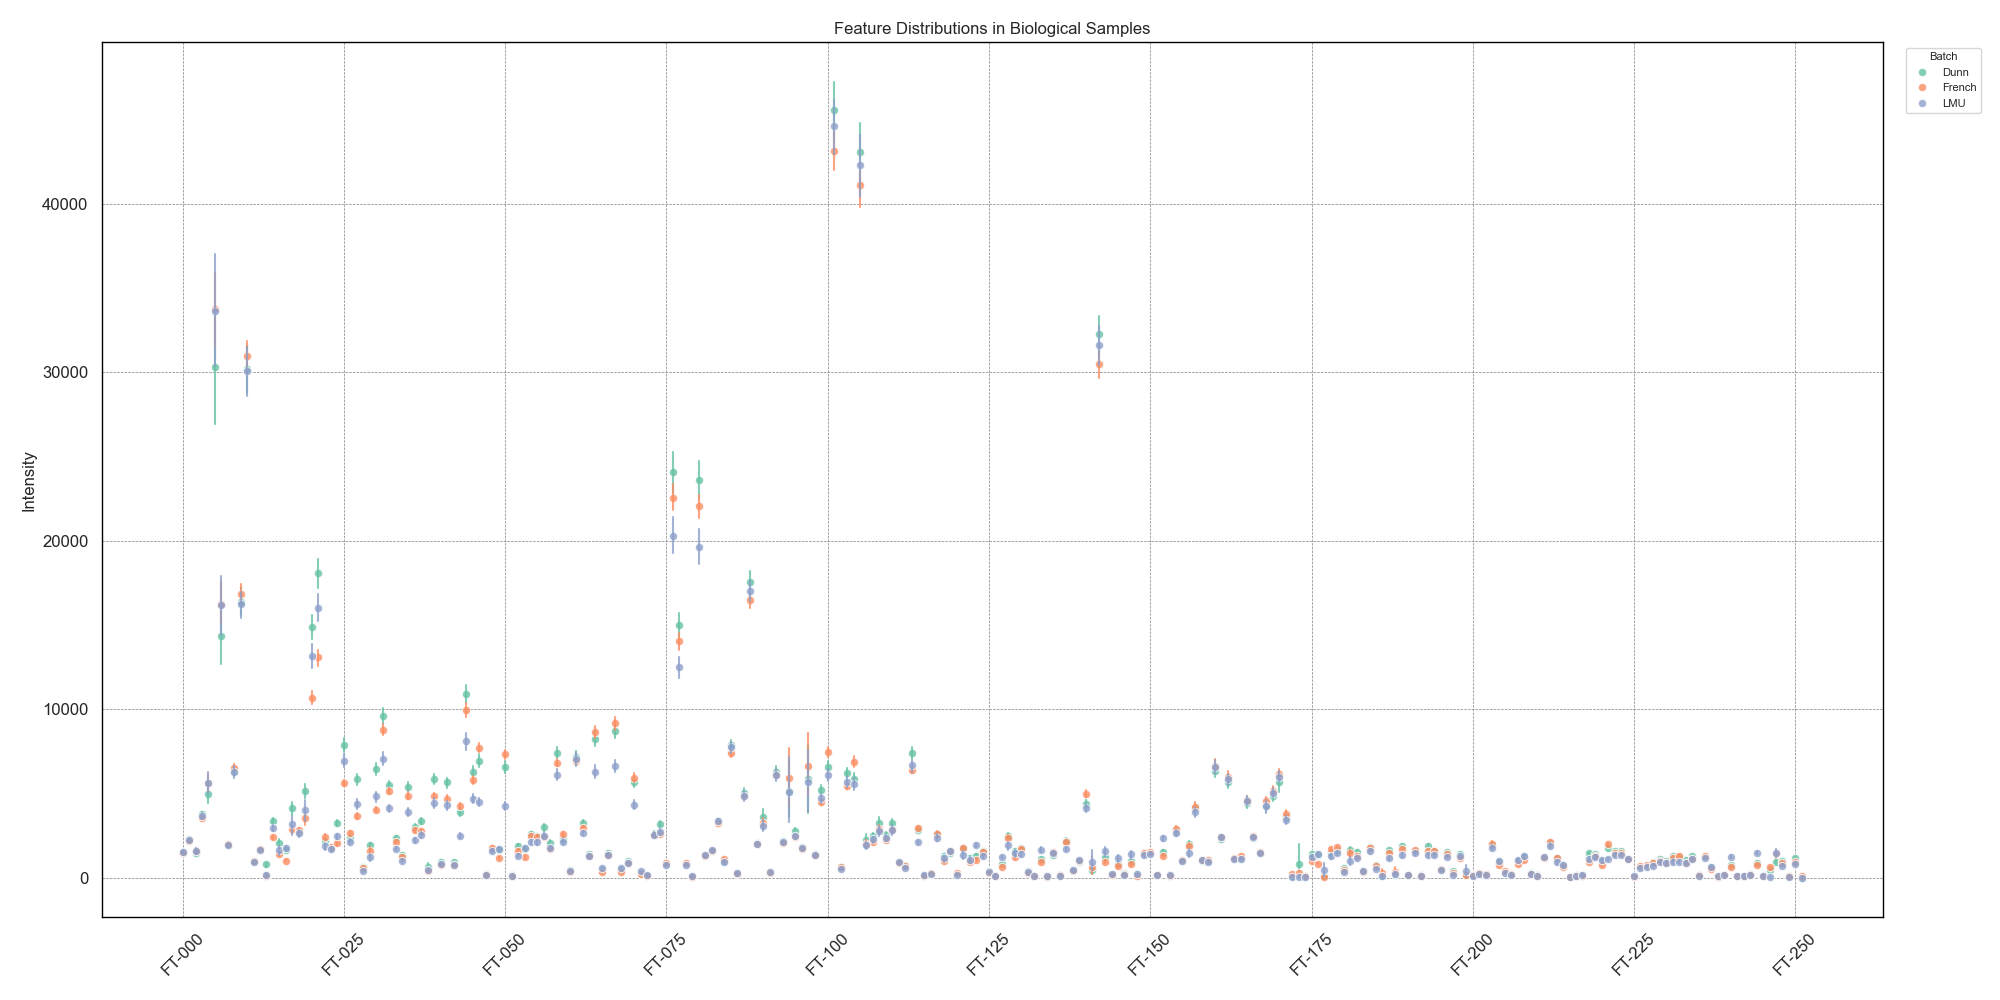 Feature Distributions in Biological Samples
Batch
Dunn
French
LMU
Intensity
40000
30000
20000
10000
0
FT-000
FT-025
FT-050
FT-075
FT-100
FT-125
FT-150
FT-175
FT-200
FT-225
FT-250